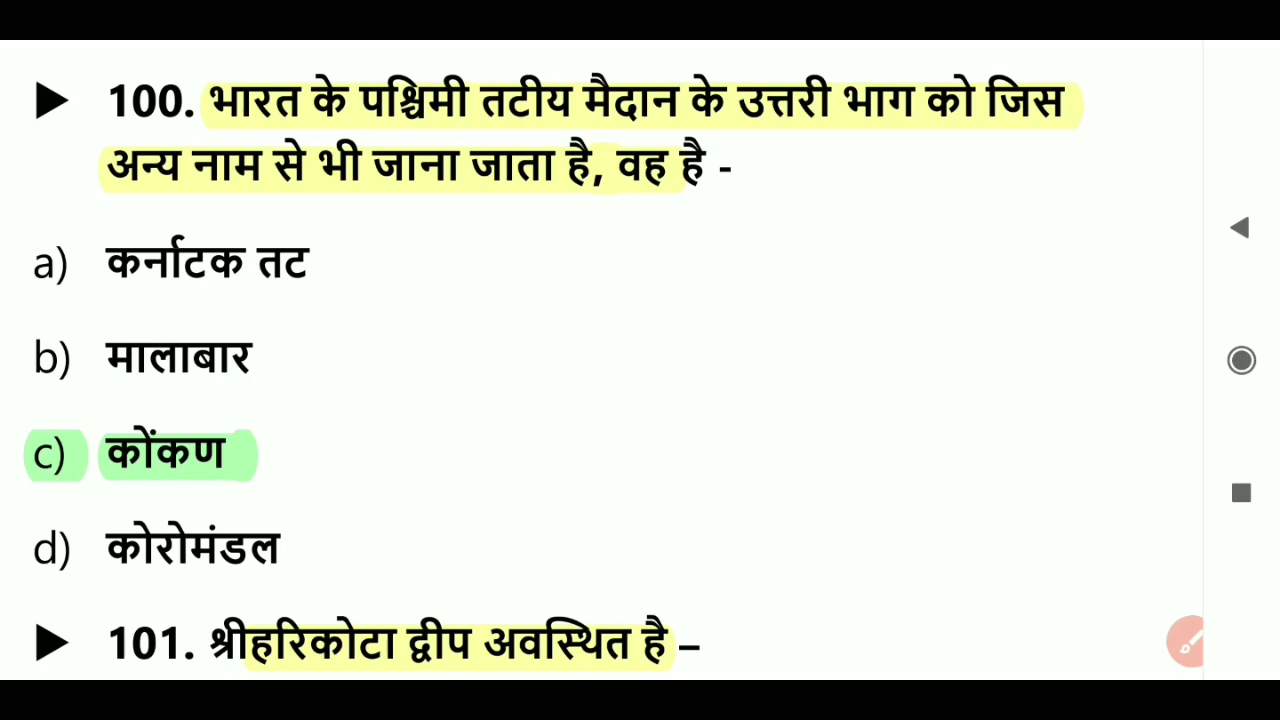 ▶ 100. भारत के पश्चिमी तटीय मैदान के उत्तरी भाग को जिस
अन्य नाम से भी जाना जाता है, वह है -
a) कर्नाटक तट
b) मालाबार
c) कोंकण
d) कोरोमंडल
▶ 101. श्रीहरिकोटा द्वीप अवस्थित है –